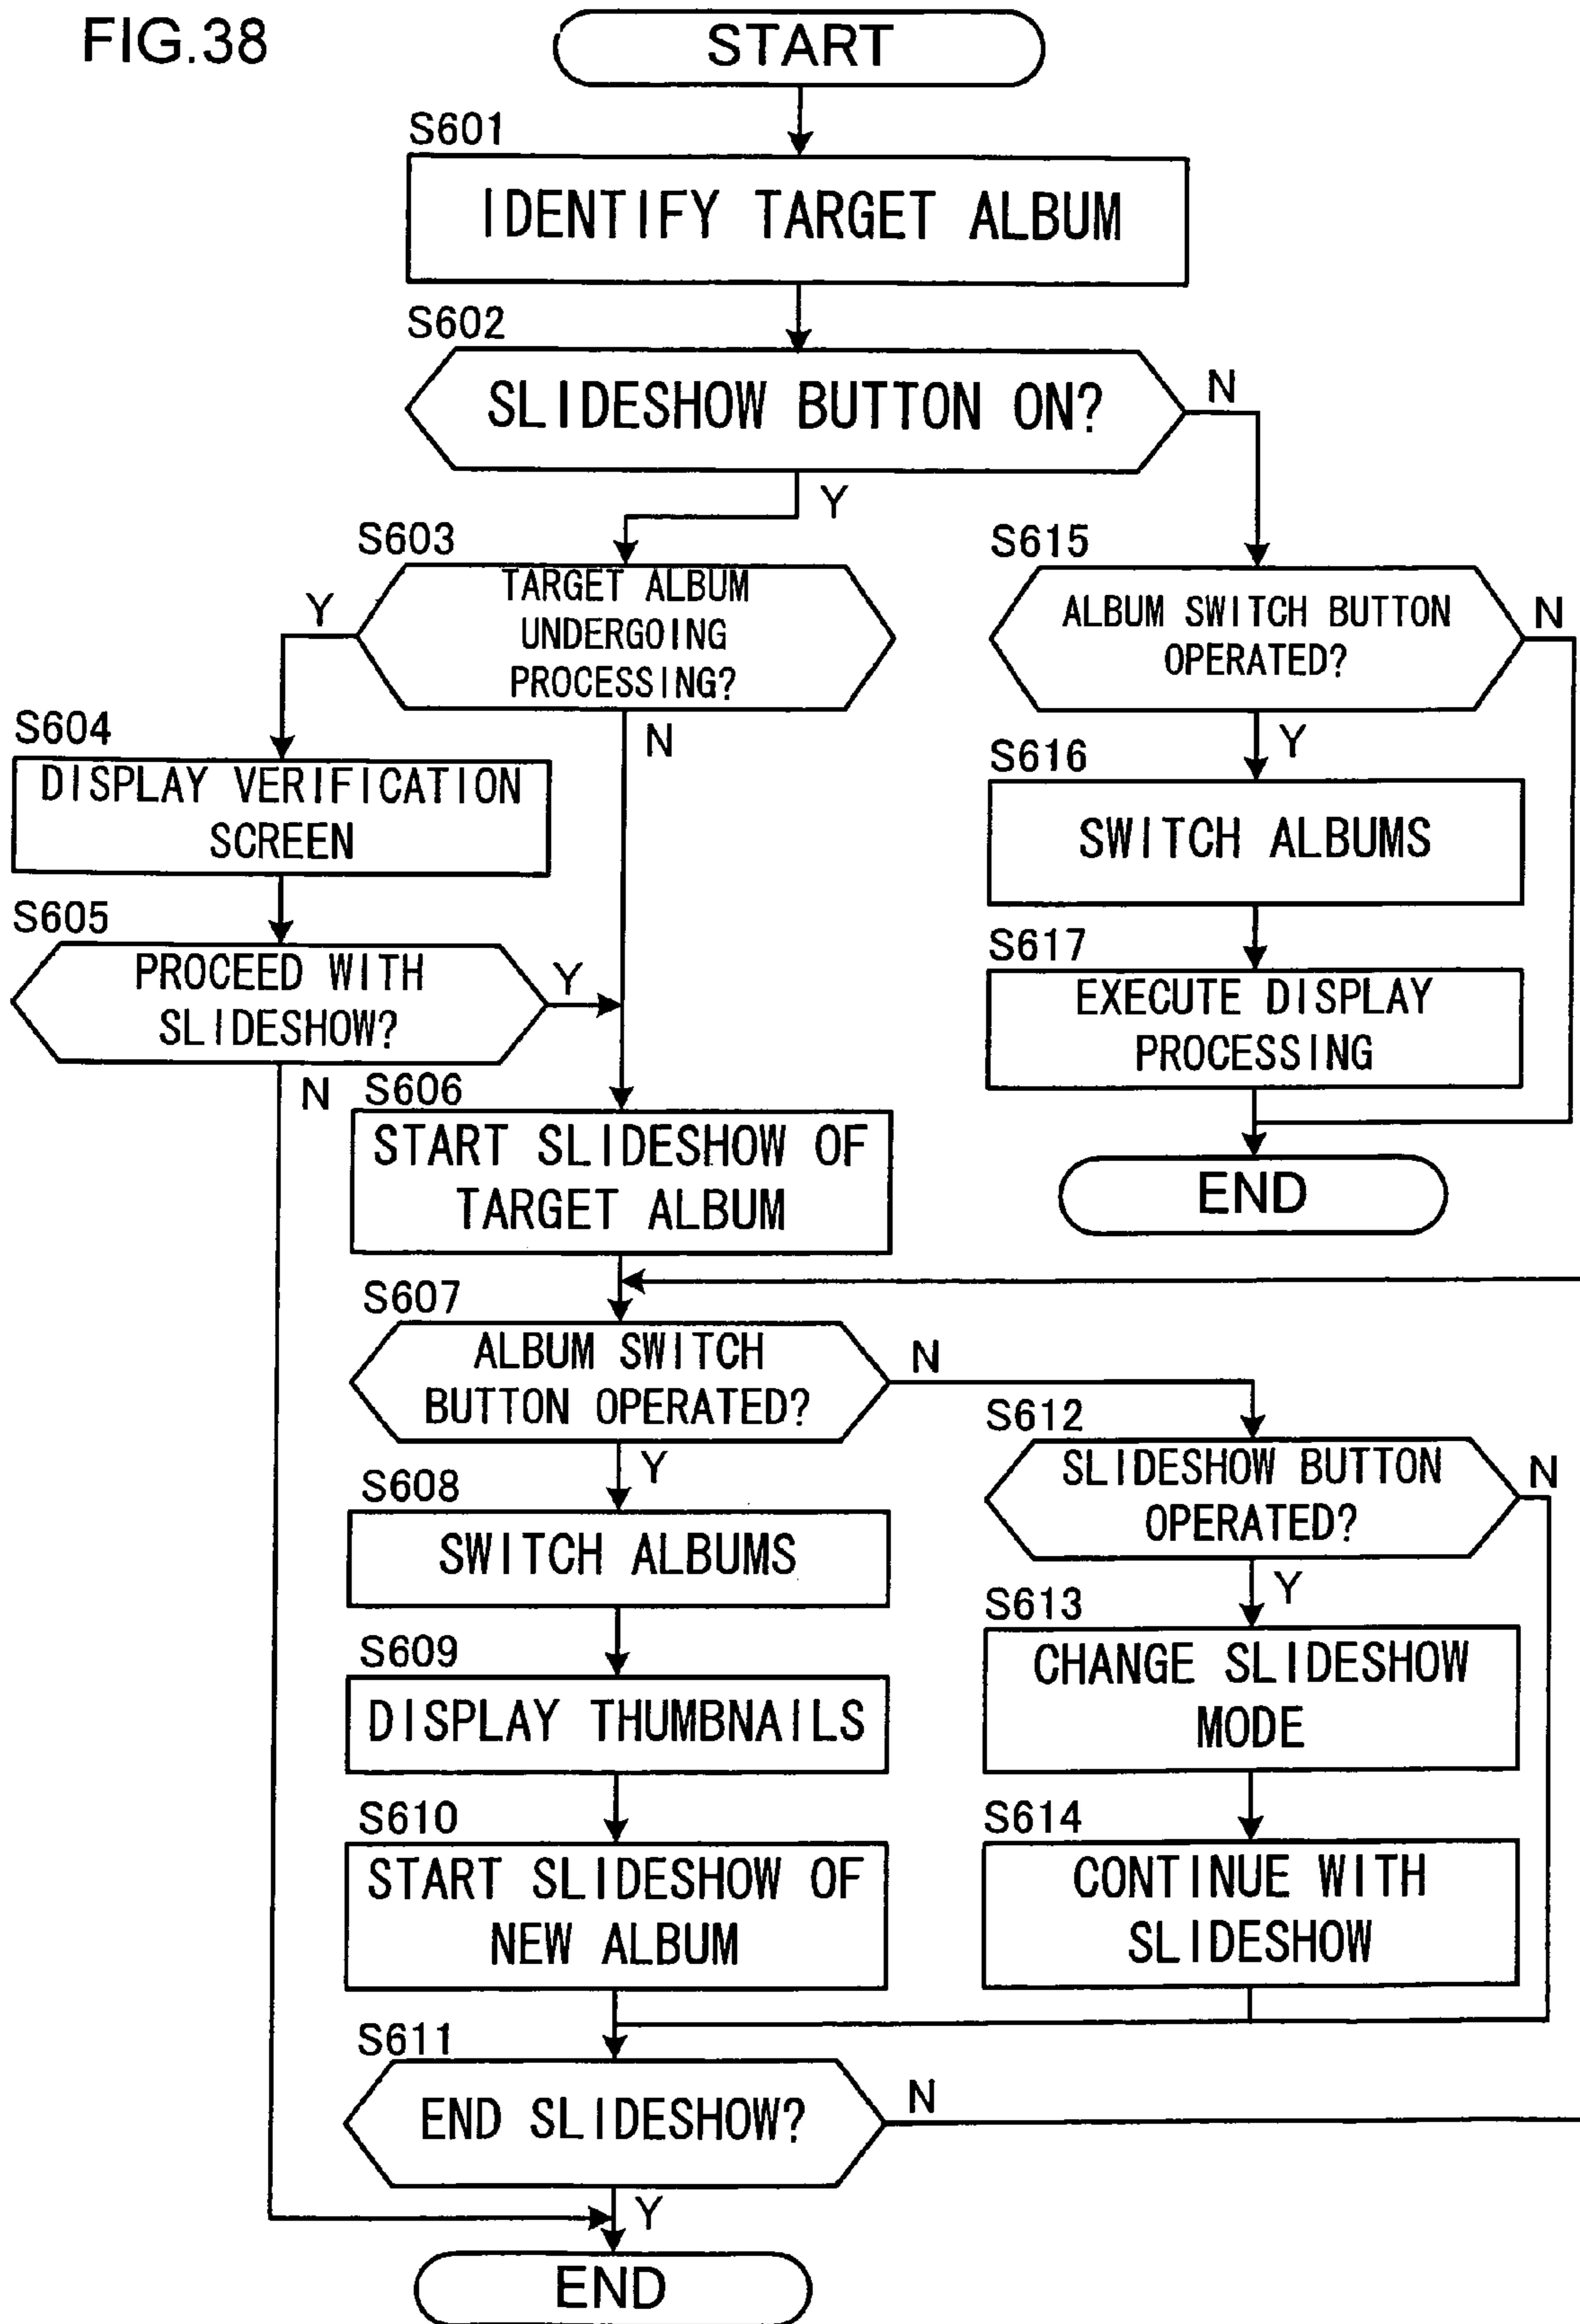 FIG.38
START
S601
IDENTIFY TARGET ALBUM
S602
SLIDESHOW BUTTON ON?
N
Y
S603
TARGET ALBUM
UNDERGOING
PROCESSING?
Y
N
S615
ALBUM SWITCH BUTTON
OPERATED?
N
Y
S604
DISPLAY VERIFICATION
SCREEN
S616
SWITCH ALBUMS
S605
PROCEED WITH
SLIDESHOW?
Y
N
S617
EXECUTE DISPLAY
PROCESSING
END
S606
START SLIDESHOW OF
TARGET ALBUM
S607
ALBUM SWITCH
BUTTON OPERATED?
N
Y
S612
SLIDESHOW BUTTON
OPERATED?
N
Y
S608
SWITCH ALBUMS
S613
CHANGE SLIDESHOW
MODE
S609
DISPLAY THUMBNAILS
S614
CONTINUE WITH
SLIDESHOW
S610
START SLIDESHOW OF
NEW ALBUM
S611
END SLIDESHOW?
N
Y
END